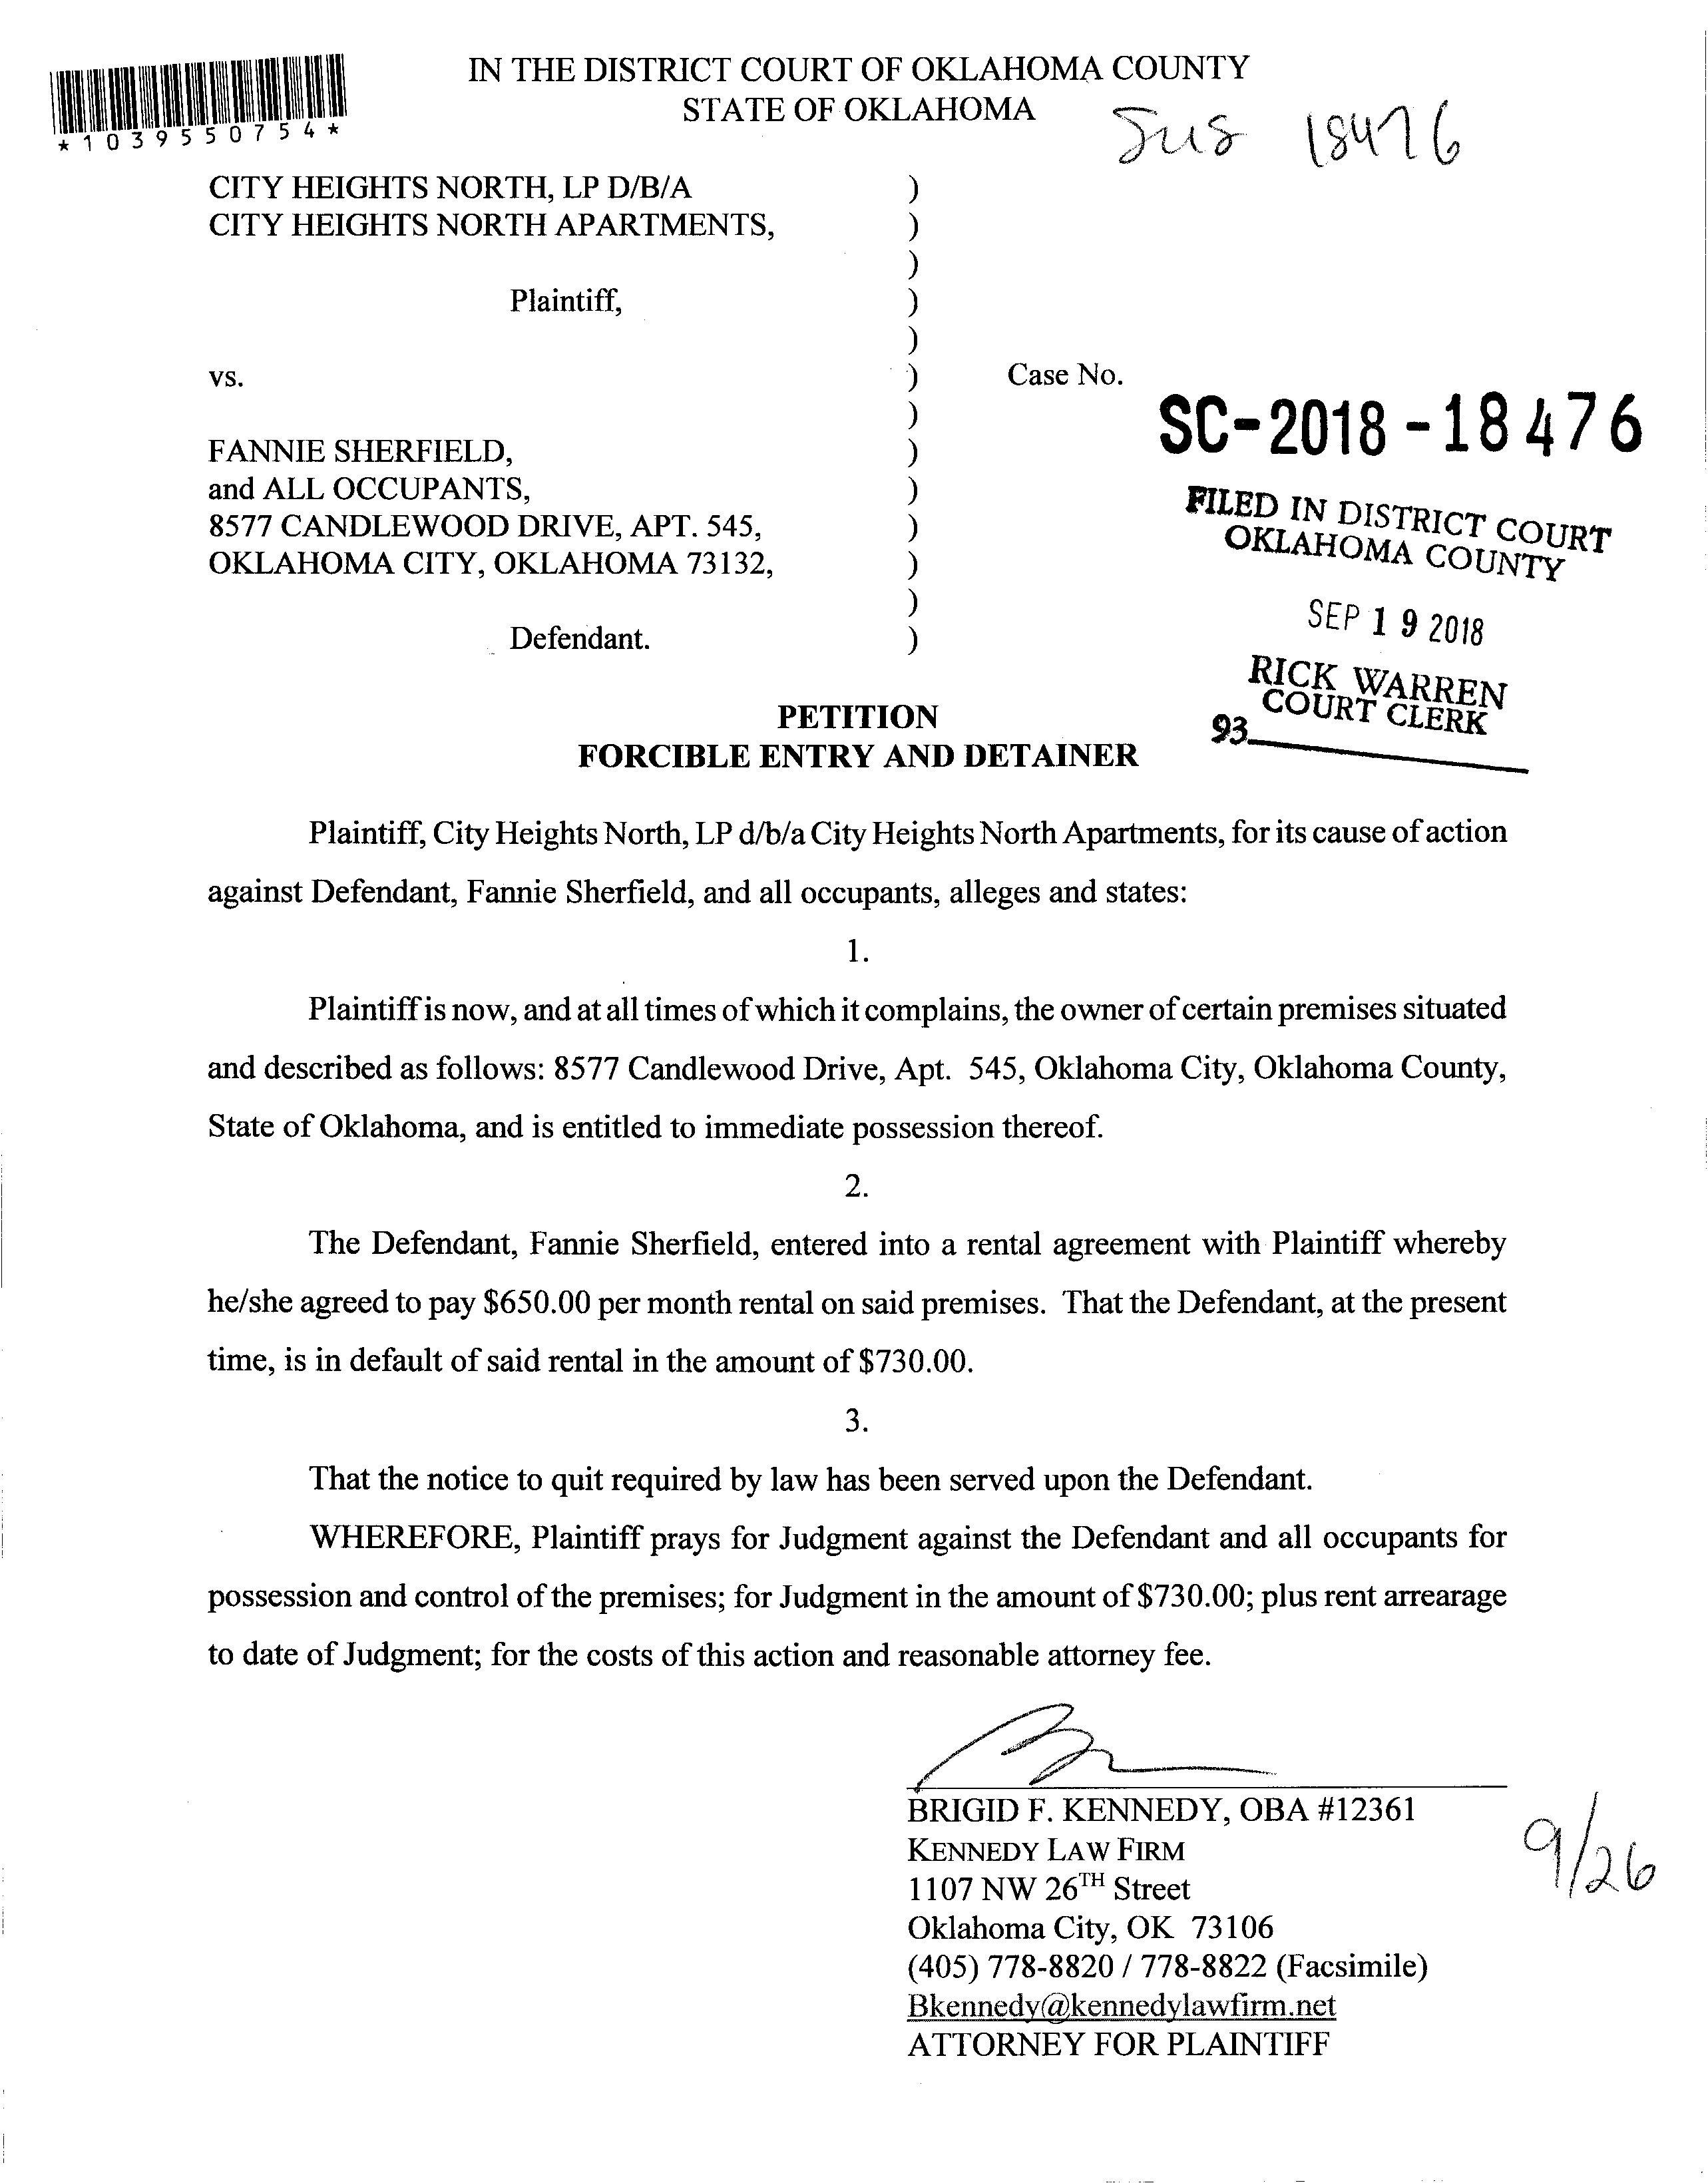 IN THE DISTRICT COURT OF OKLAHOMA COUNTY
STATE OF OKLAHOMA
*1039550754*
18476
CITY HEIGHTS NORTH, LP D/B/A )
CITY HEIGHTS NORTH APARTMENTS, )
)
Plaintiff, )
)
vs. ) Case No.
SC-2018-18476
)
FANNIE SHERFIELD, )
and ALL OCCUPANTS, )
8577 CANDLEWOOD DRIVE, APT. 545, )
OKLAHOMA CITY, OKLAHOMA 73132, )
)
Defendant. )
FILED IN DISTRICT COURT
OKLAHOMA COUNTY
SEP 19 2018
RICK WARREN
COURT CLERK
93
PETITION
FORCIBLE ENTRY AND DETAINER
Plaintiff, City Heights North, LP d/b/a City Heights North Apartments, for its cause of action
against Defendant, Fannie Sherfield, and all occupants, alleges and states:
1.
Plaintiff is now, and at all times of which it complains, the owner of certain premises situated
and described as follows: 8577 Candlewood Drive, Apt. 545, Oklahoma City, Oklahoma County,
State of Oklahoma, and is entitled to immediate possession thereof.
2.
The Defendant, Fannie Sherfield, entered into a rental agreement with Plaintiff whereby
he/she agreed to pay $650.00 per month rental on said premises. That the Defendant, at the present
time, is in default of said rental in the amount of $730.00.
3.
That the notice to quit required by law has been served upon the Defendant.
WHEREFORE, Plaintiff prays for Judgment against the Defendant and all occupants for
possession and control of the premises; for Judgment in the amount of $730.00; plus rent arrearage
to date of Judgment; for the costs of this action and reasonable attorney fee.
BRIGID F. KENNEDY, OBA #12361
KENNEDY LAW FIRM
1107 NW 26TH Street
Oklahoma City, OK 73106
(405) 778-8820 / 778-8822 (Facsimile)
Bkennedy@kennedylawfirm.net
ATTORNEY FOR PLAINTIFF
9/26